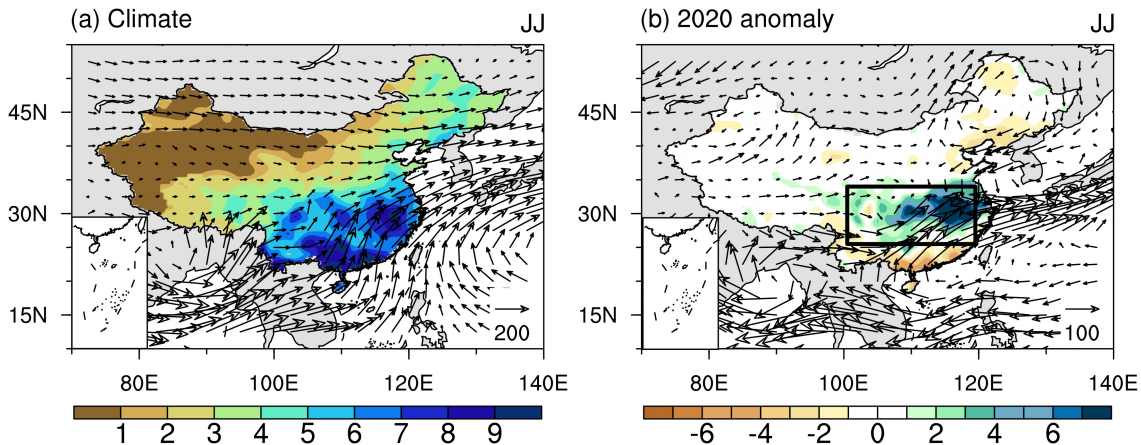 (a) Climate
JJ
(b) 2020 anomaly
JJ
45N
30N
15N
200
80E 100E 120E 140E
1 2 3 4 5 6 7 8 9
45N
30N
15N
100
80E 100E 120E 140E
-6 -4 -2 0 2 4 6